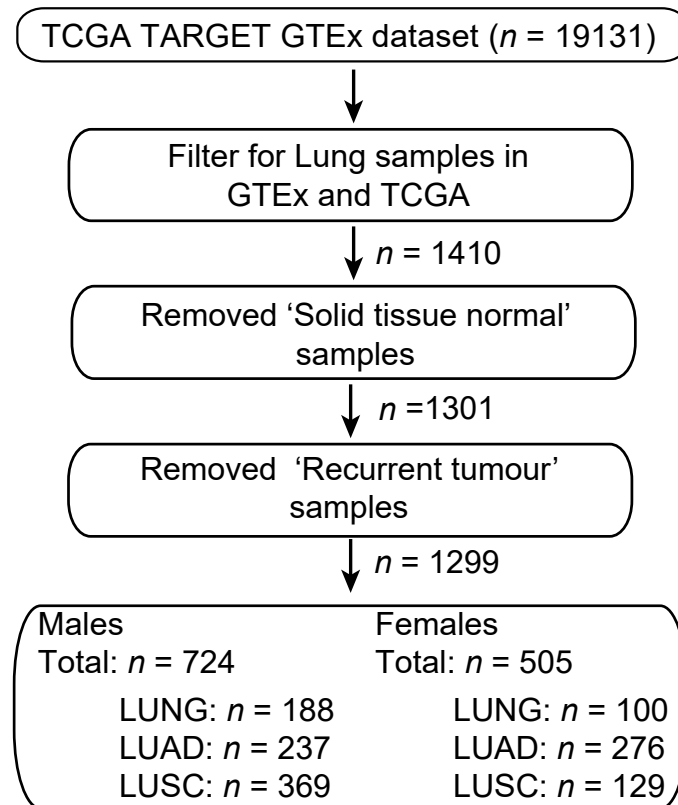 TCGA TARGET GTEx dataset (n = 19131)
Filter for Lung samples in
GTEx and TCGA
n = 1410
Removed ‘Solid tissue normal’
samples
n =1301
Removed ‘Recurrent tumour’
samples
n = 1299
Males
Total: n = 724
LUNG: n = 188
LUAD: n = 237
LUSC: n = 369
Females
Total: n = 505
LUNG: n = 100
LUAD: n = 276
LUSC: n = 129